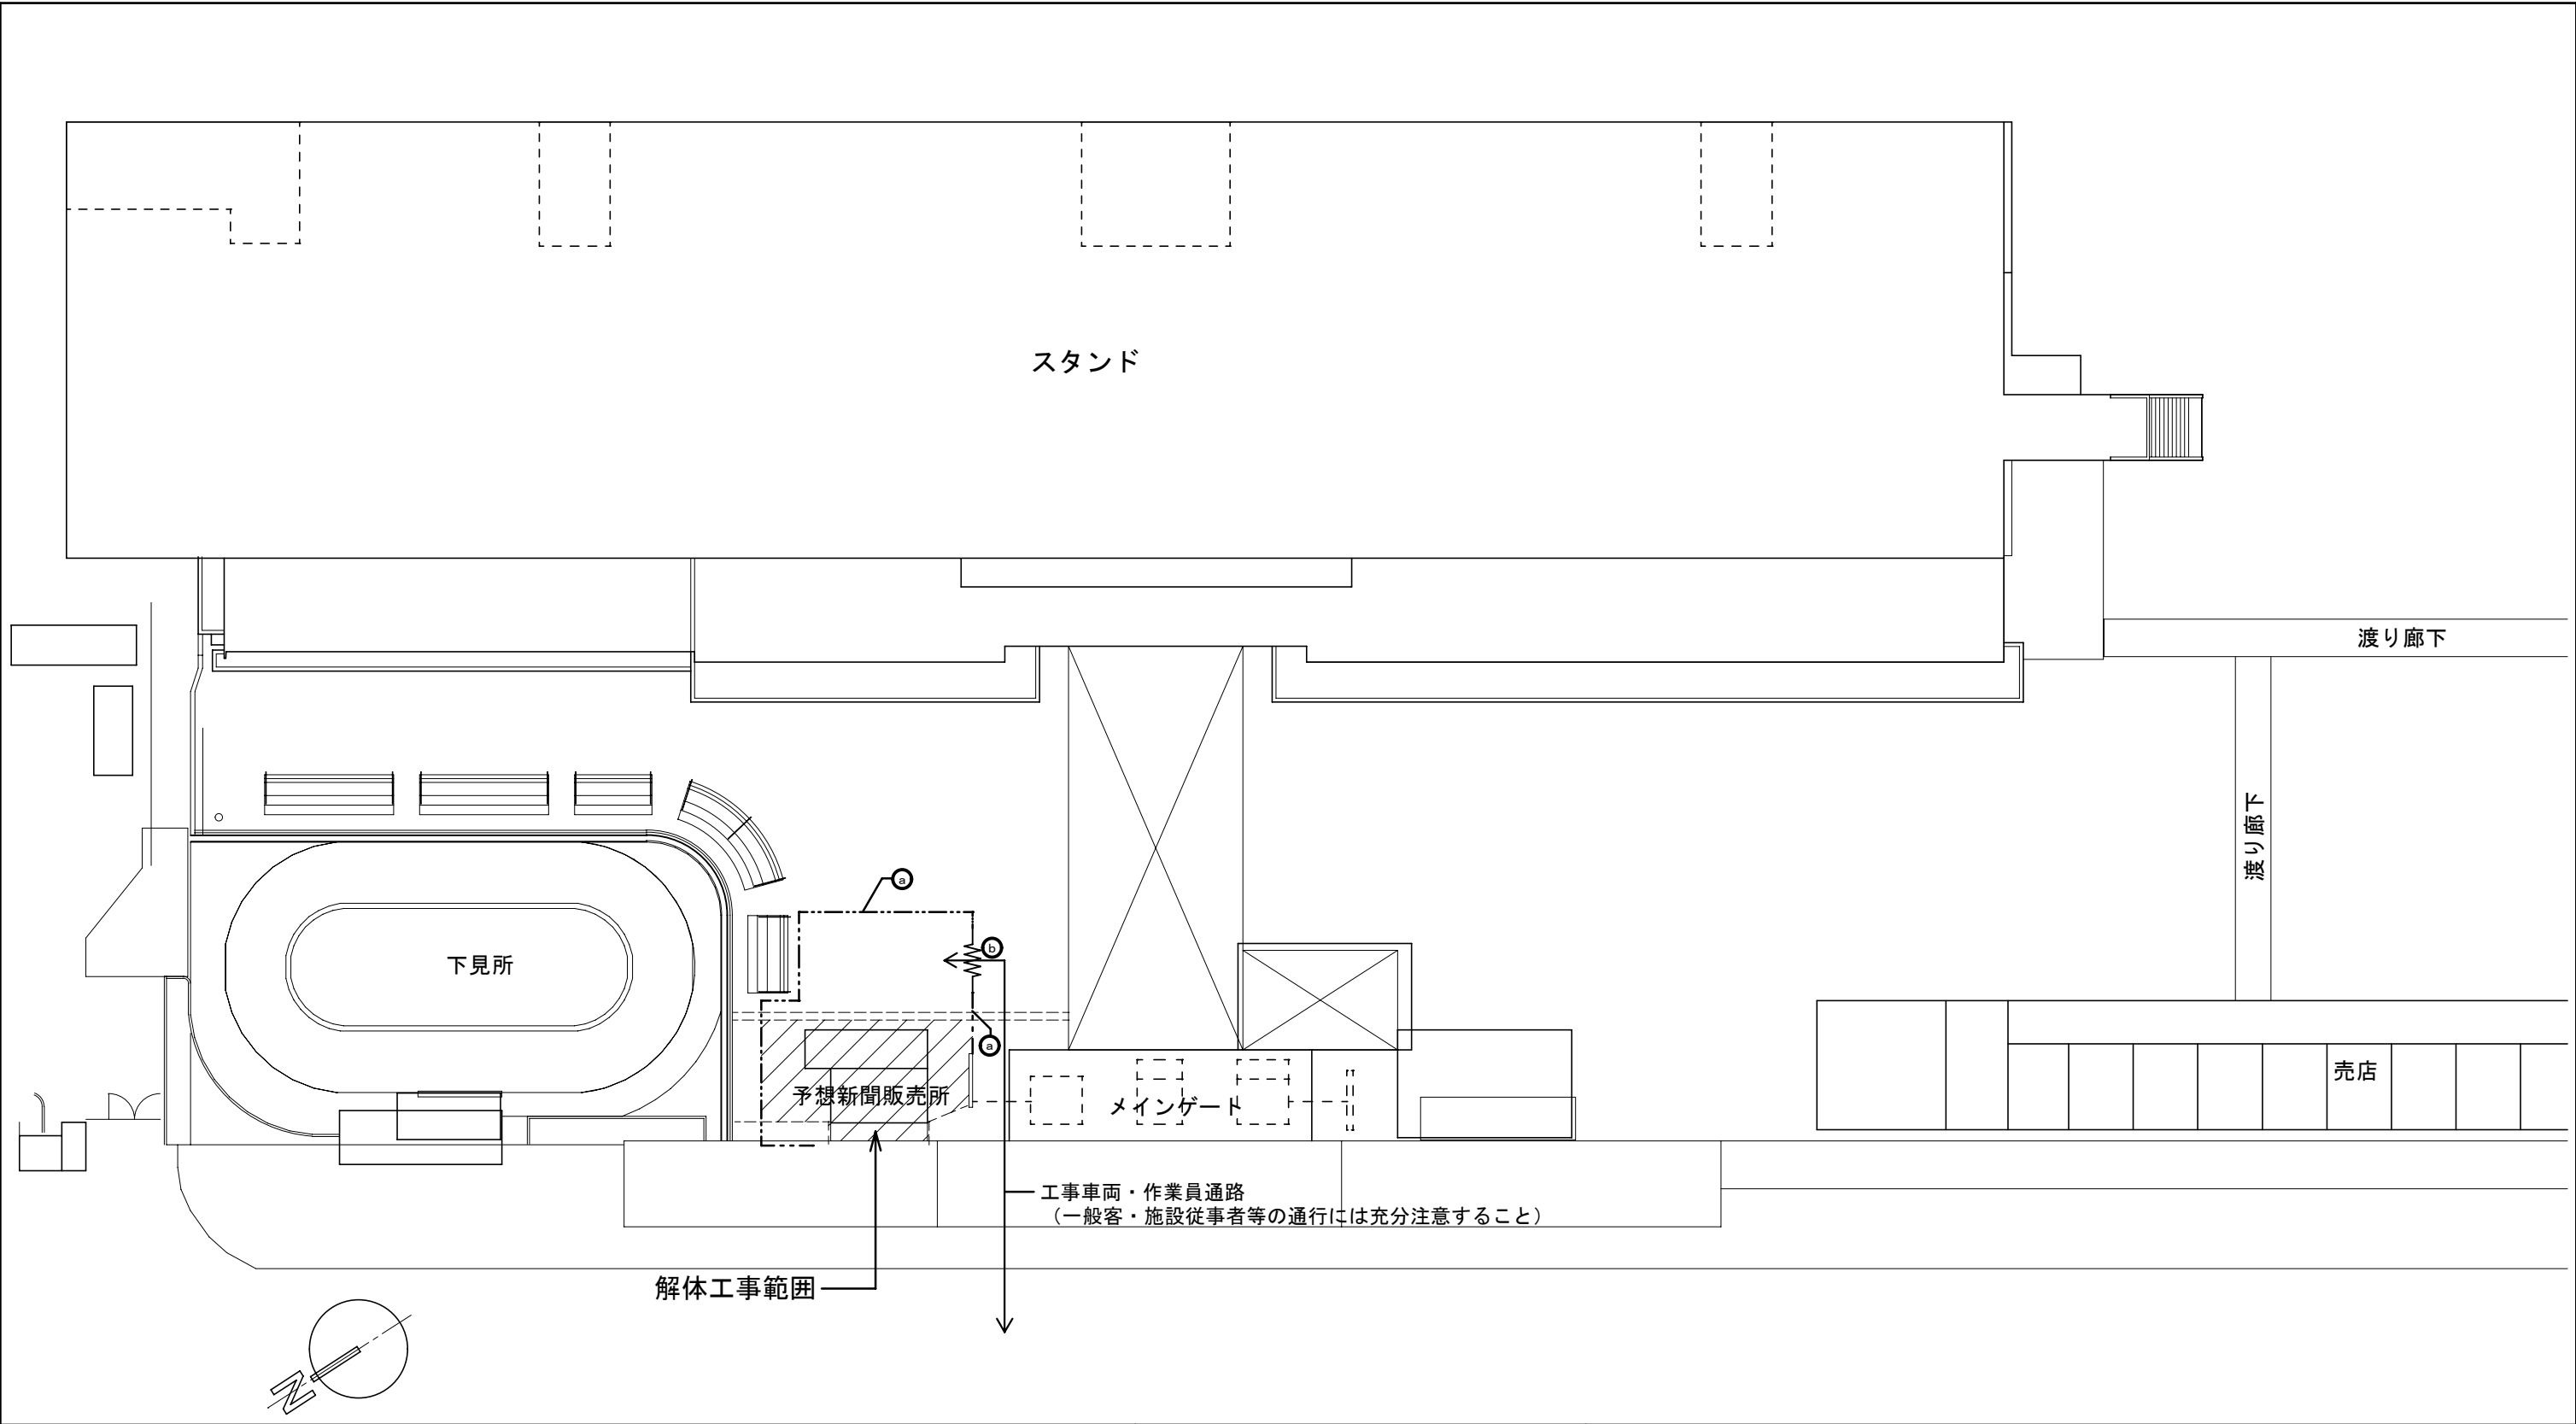 スタンド
渡り廊下
渡り廊下
a
b
下見所
a
売店
予想新聞販売所
メインゲート
工事車両・作業員通路
（一般客・施設従事者等の通行には充分注意すること）
解体工事範囲
N